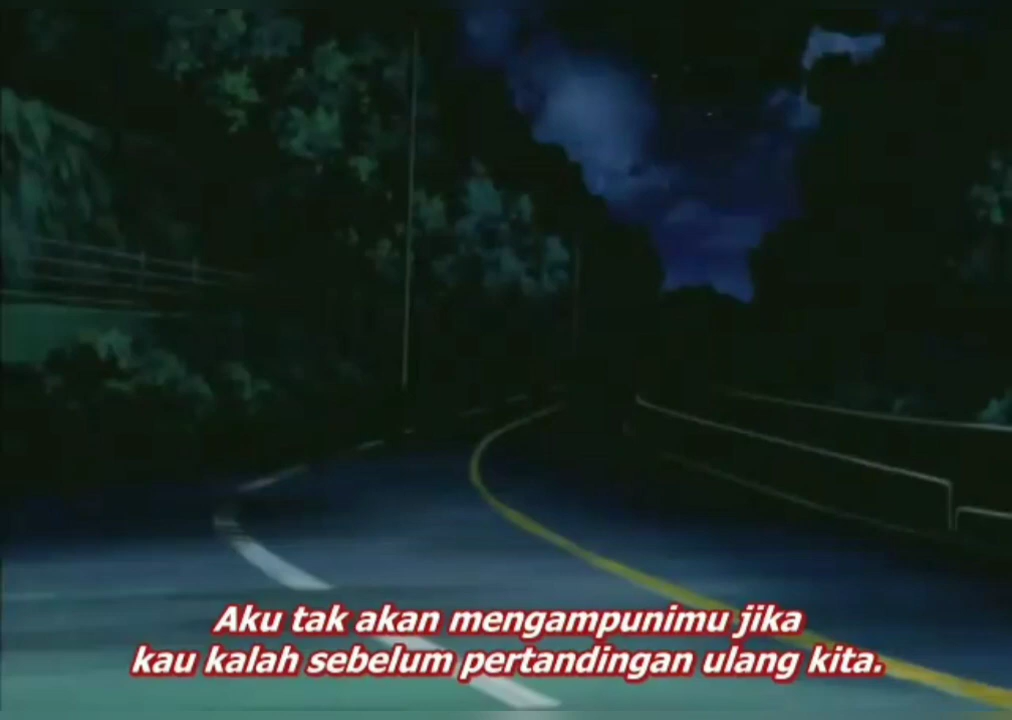 Aku tak akan mengampunimu jika
kau kalah sebelum pertandingan ulang kita.